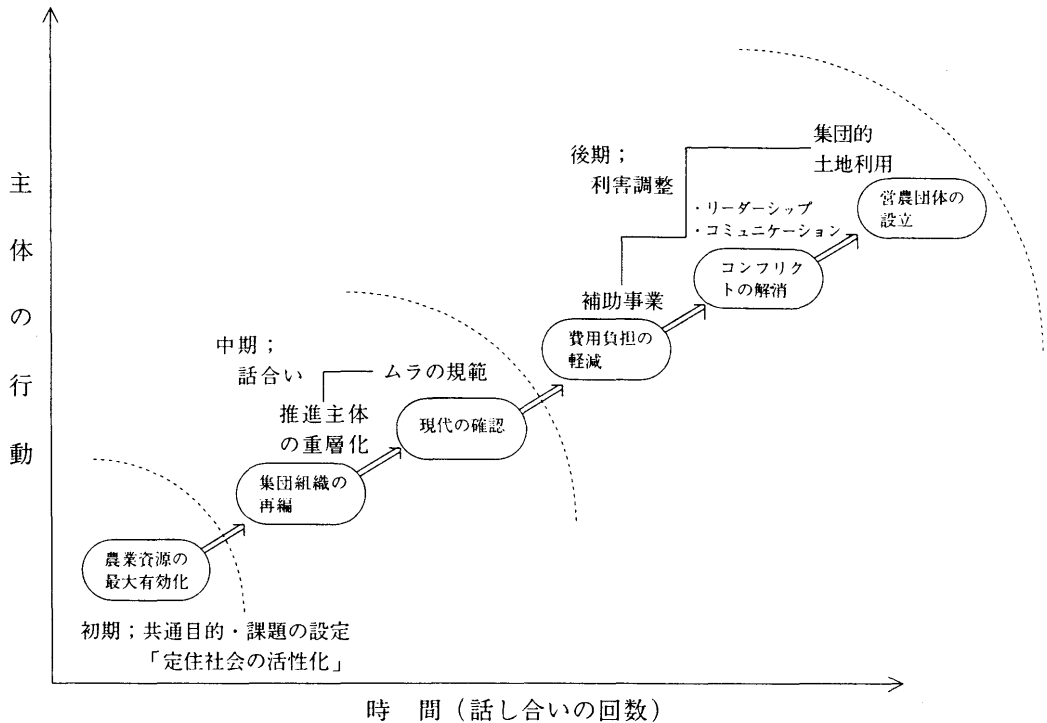 主体の行動
後期；
利害調整
集団的
土地利用
・リーダーシップ
・コミュニケーション
営農団体の
設立
コンフリク
トの解消
補助事業
費用負担の
軽減
中期；
話合い
ムラの規範
推進主体
の重層化
現代の確認
集団組織の
再編
農業資源の
最大有効化
初期；共通目的・課題の設定
「定住社会の活性化」
時　間（話し合いの回数）